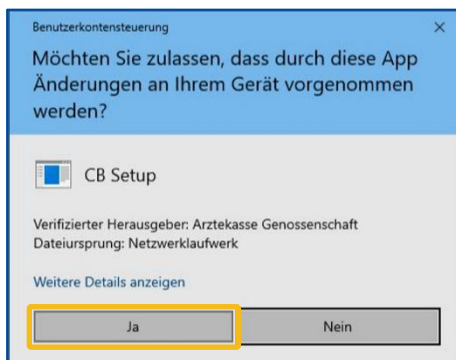 Benutzerkontensteuerung
Möchten Sie zulassen, dass durch diese App
Änderungen an Ihrem Gerät vorgenommen
werden?
CB Setup
Verifizierter Herausgeber: Arztekasse Genossenschaft
Dateiursprung: Netzwerklaufwerk
Weitere Details anzeigen
Ja Nein